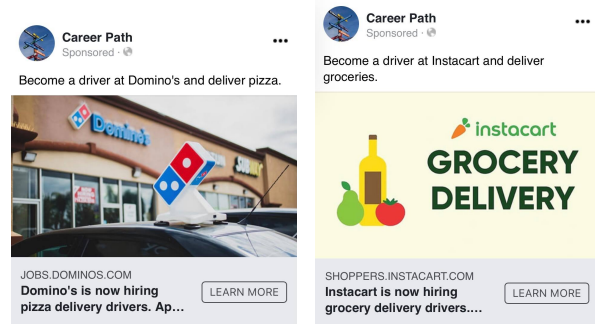 Career Path
Sponsored ·
Become a driver at Domino's and deliver pizza.
Domino's
SUBWAY
JOBS.DOMINOS.COM
Domino's is now hiring
pizza delivery drivers. Ap...
LEARN MORE
Career Path
Sponsored ·
Become a driver at Instacart and deliver
groceries.
instacart
GROCERY
DELIVERY
SHOPPERS.INSTACART.COM
Instacart is now hiring
grocery delivery drivers....
LEARN MORE